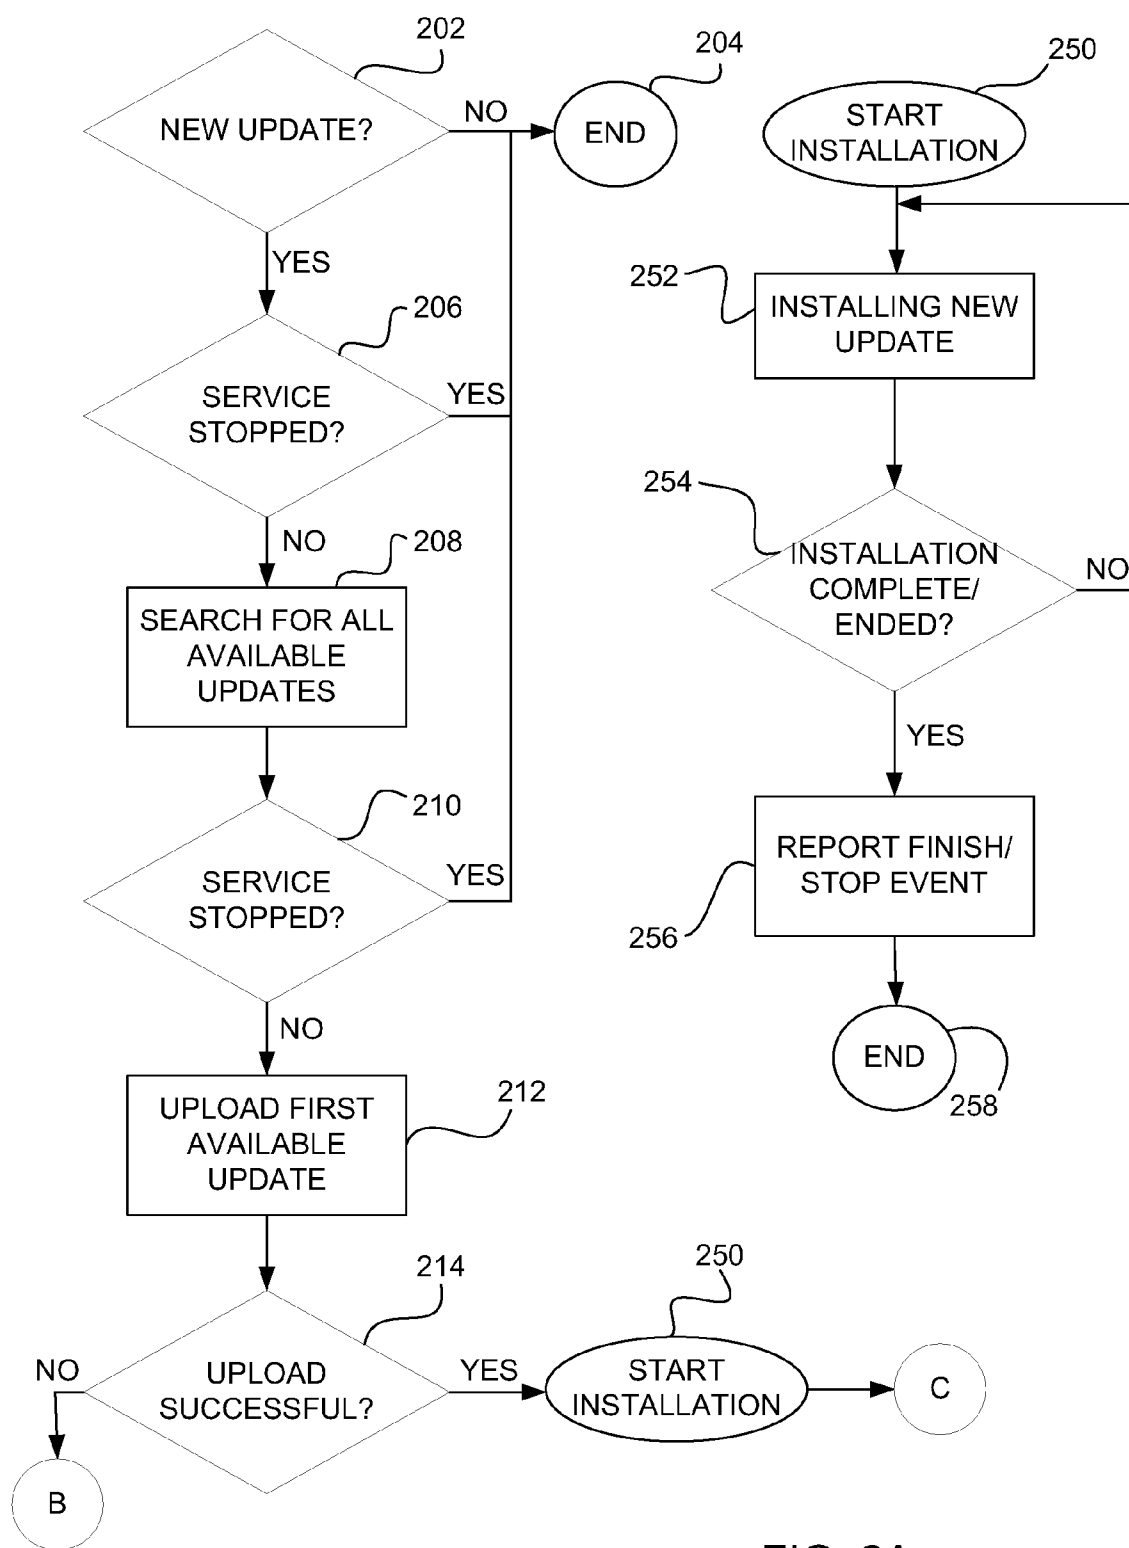 202
NEW UPDATE?
NO
204
END
YES
206
SERVICE
STOPPED?
YES
NO
208
SEARCH FOR ALL
AVAILABLE
UPDATES
210
SERVICE
STOPPED?
YES
NO
UPLOAD FIRST
AVAILABLE
UPDATE
212
214
UPLOAD
SUCCESSFUL?
NO
B
YES
250
START
INSTALLATION
C
250
START
INSTALLATION
252
INSTALLING NEW
UPDATE
254
INSTALLATION
COMPLETE/
ENDED?
NO
YES
REPORT FINISH/
STOP EVENT
256
END
258